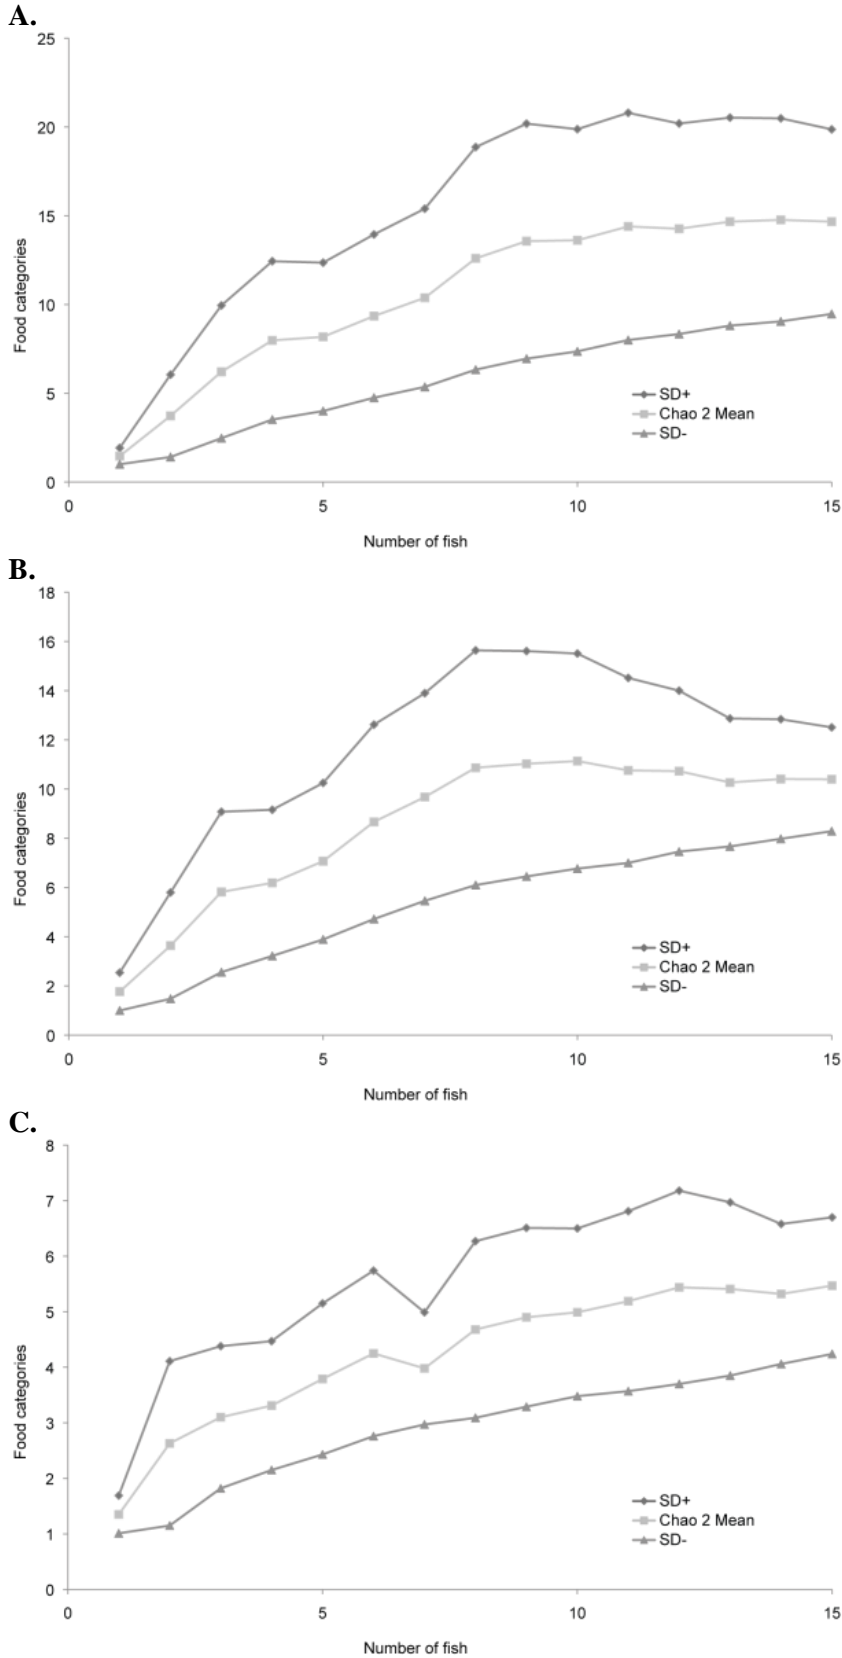 A.
25
20
15
10
5
0
Food categories
SD+
Chao 2 Mean
SD-
0 5 10 15
Number of fish
B.
18
16
14
12
10
8
6
4
2
0
Food categories
SD+
Chao 2 Mean
SD-
0 5 10 15
Number of fish
C.
8
7
6
5
4
3
2
1
0
Food categories
SD+
Chao 2 Mean
SD-
0 5 10 15
Number of fish